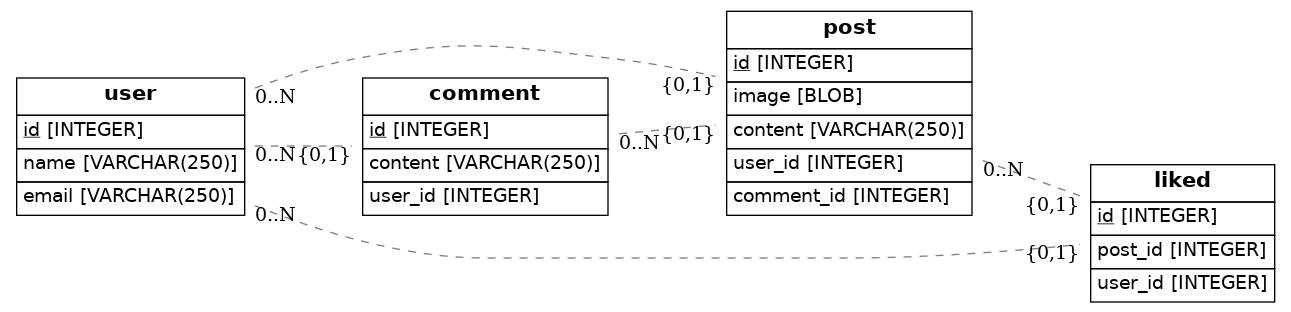 user
id [INTEGER]
name [VARCHAR(250)]
email [VARCHAR(250)]
0..N
0..N
0..N
{0,1}
comment
id [INTEGER]
content [VARCHAR(250)]
user_id [INTEGER]
0..N
{0,1}
{0,1}
post
id [INTEGER]
image [BLOB]
content [VARCHAR(250)]
user_id [INTEGER]
comment_id [INTEGER]
0..N
{0,1}
{0,1}
liked
id [INTEGER]
post_id [INTEGER]
user_id [INTEGER]